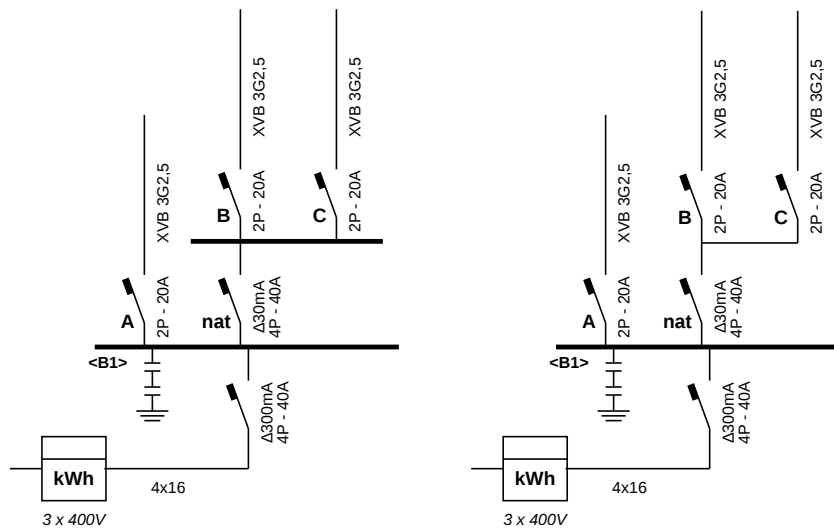 XVB 3G2,5
XVB 3G2,5
XVB 3G2,5
B
2P - 20A
C
2P - 20A
A
2P - 20A
nat
Δ30mA
4P - 40A
<B1>
Δ300mA
4P - 40A
kWh
4x16
3 x 400V
XVB 3G2,5
XVB 3G2,5
XVB 3G2,5
B
2P - 20A
C
2P - 20A
A
2P - 20A
nat
Δ30mA
4P - 40A
<B1>
Δ300mA
4P - 40A
kWh
4x16
3 x 400V